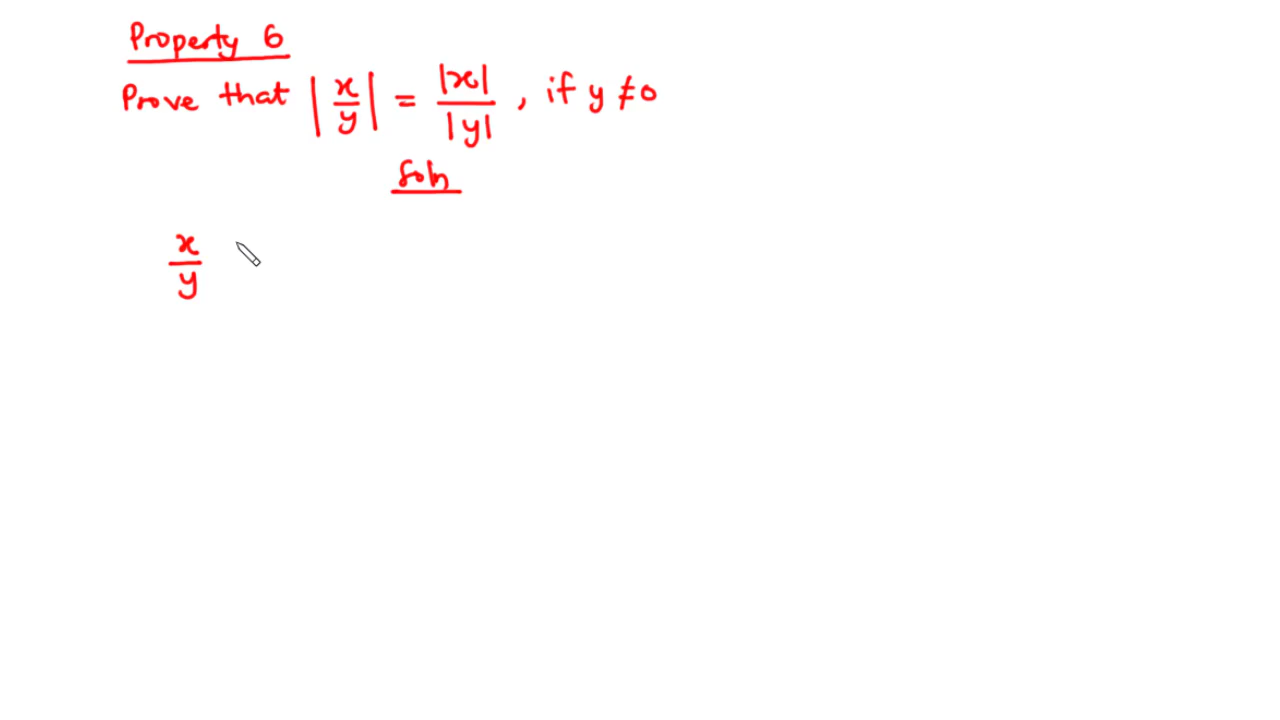 Property 6
Prove that |x/y| = |x|/|y| , if y ≠ 0
Soln
x/y